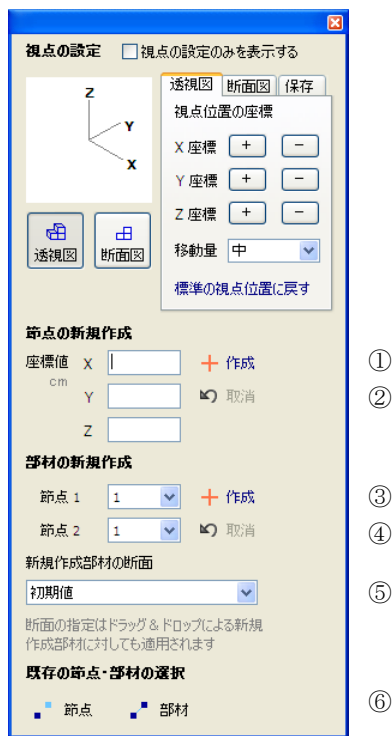 視点の設定 視点の設定のみを表示する
透視図 断面図 保存
Z
Y
X
視点位置の座標
X 座標 + -
Y 座標 + -
Z 座標 + -
移動量 中
標準の視点位置に戻す
透視図 断面図
節点の新規作成
座標値 X 作成 ①
cm
Y 取消 ②
Z
部材の新規作成
節点 1 1 作成 ③
節点 2 1 取消 ④
新規作成部材の断面
初期値 ⑤
断面の指定はドラッグ & ドロップによる新規
作成部材に対しても適用されます
既存の節点・部材の選択
節点 部材 ⑥